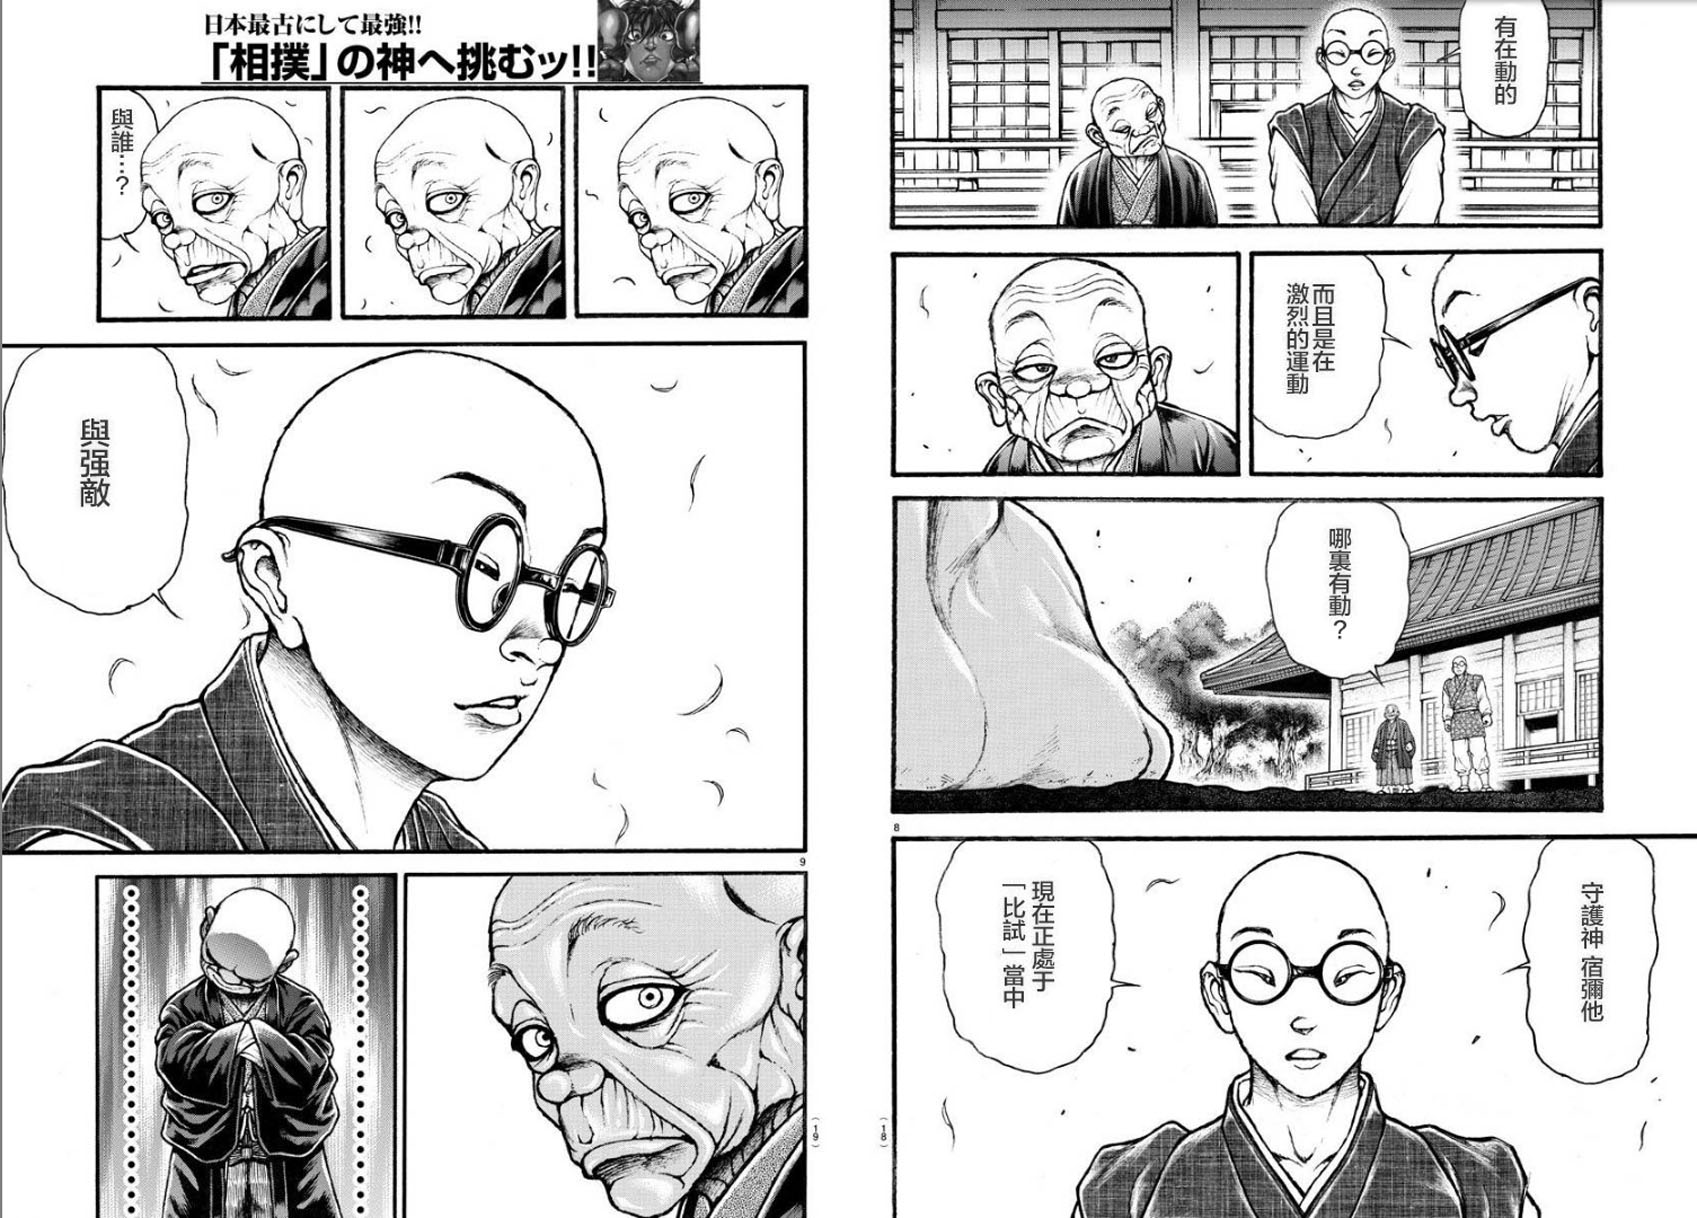 有在動的
而且是在
激烈的運動
哪裏有動？
守護神 宿彌他
現在正處于
「比試」當中
8
18
日本最古にして最強!!
「相撲」の神へ挑むッ!!
與誰…？
與强敵
9
19